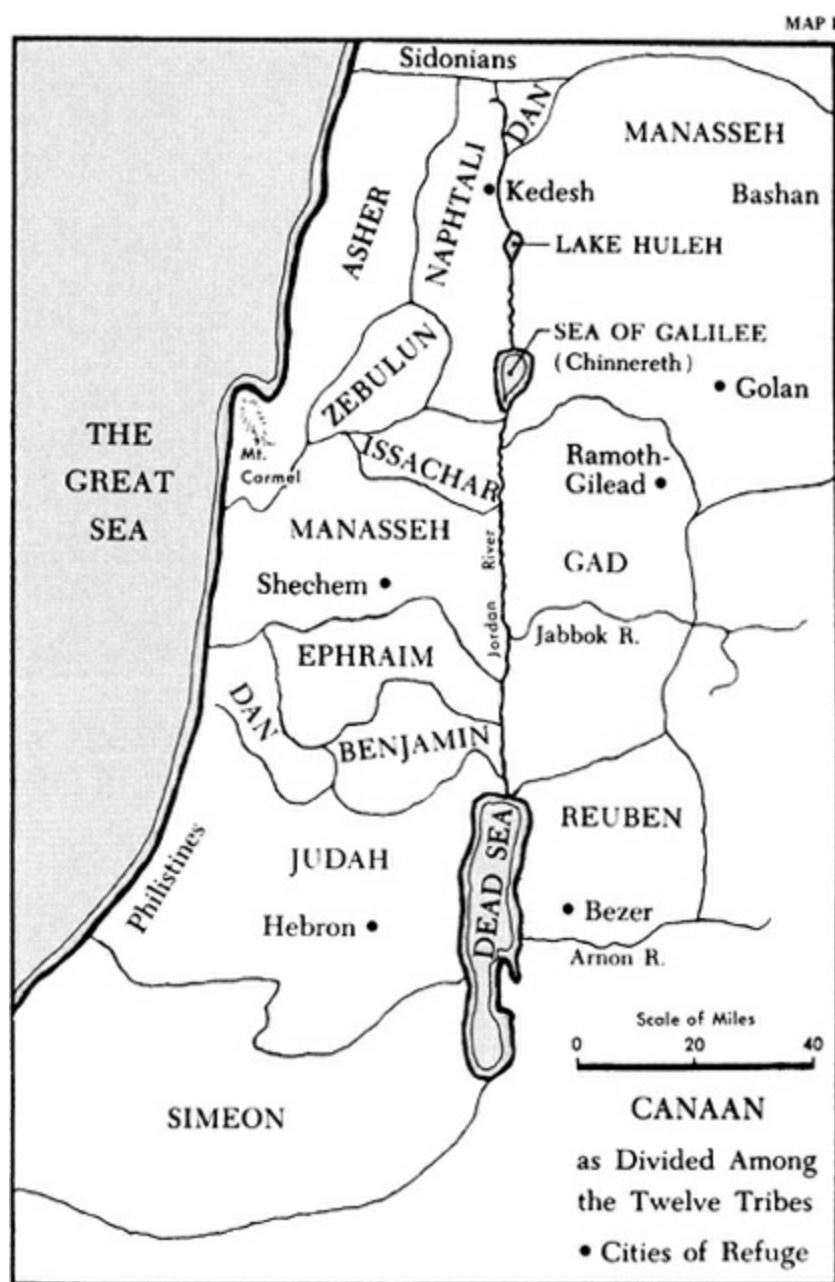 MAP I
Sidonians
DAN
MANASSEH
Bashan
ASHER
NAPHTALI
Kedesh
LAKE HULEH
SEA OF GALILEE
(Chinnereth)
Golan
ZEBULUN
ISSACHAR
Mt.
Carmel
THE
GREAT
SEA
Ramoth-
Gilead
MANASSEH
Shechem
GAD
Jordan River
Jabbok R.
EPHRAIM
DAN
BENJAMIN
REUBEN
DEAD SEA
JUDAH
Philistines
Hebron
Bezer
Arnon R.
Scale of Miles
0 20 40
SIMEON
CANAAN
as Divided Among
the Twelve Tribes
• Cities of Refuge